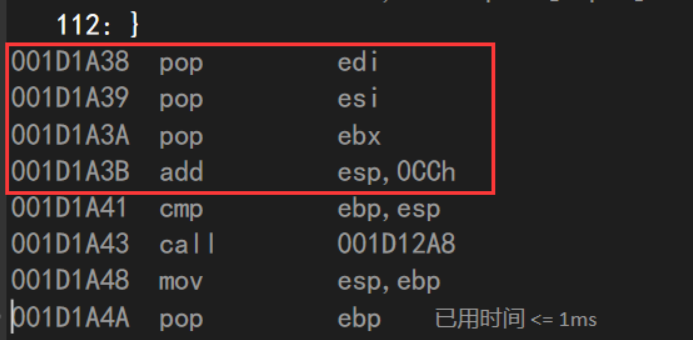 112: }
001D1A38 pop edi
001D1A39 pop esi
001D1A3A pop ebx
001D1A3B add esp,0CCh
001D1A41 cmp ebp,esp
001D1A43 call 001D12A8
001D1A48 mov esp,ebp
001D1A4A pop ebp 已用时间 <= 1ms